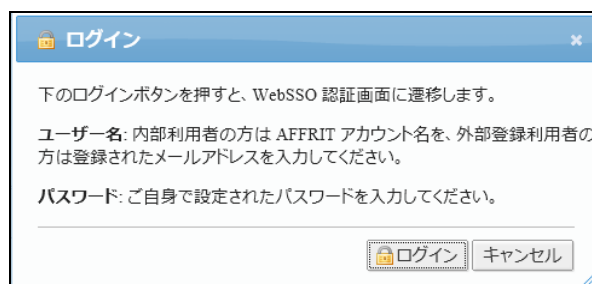 ログイン
下のログインボタンを押すと、WebSSO 認証画面に遷移します。
ユーザー名: 内部利用者の方は AFFRIT アカウント名を、外部登録利用者の
方は登録されたメールアドレスを入力してください。
パスワード: ご自身で設定されたパスワードを入力してください。
ログイン キャンセル